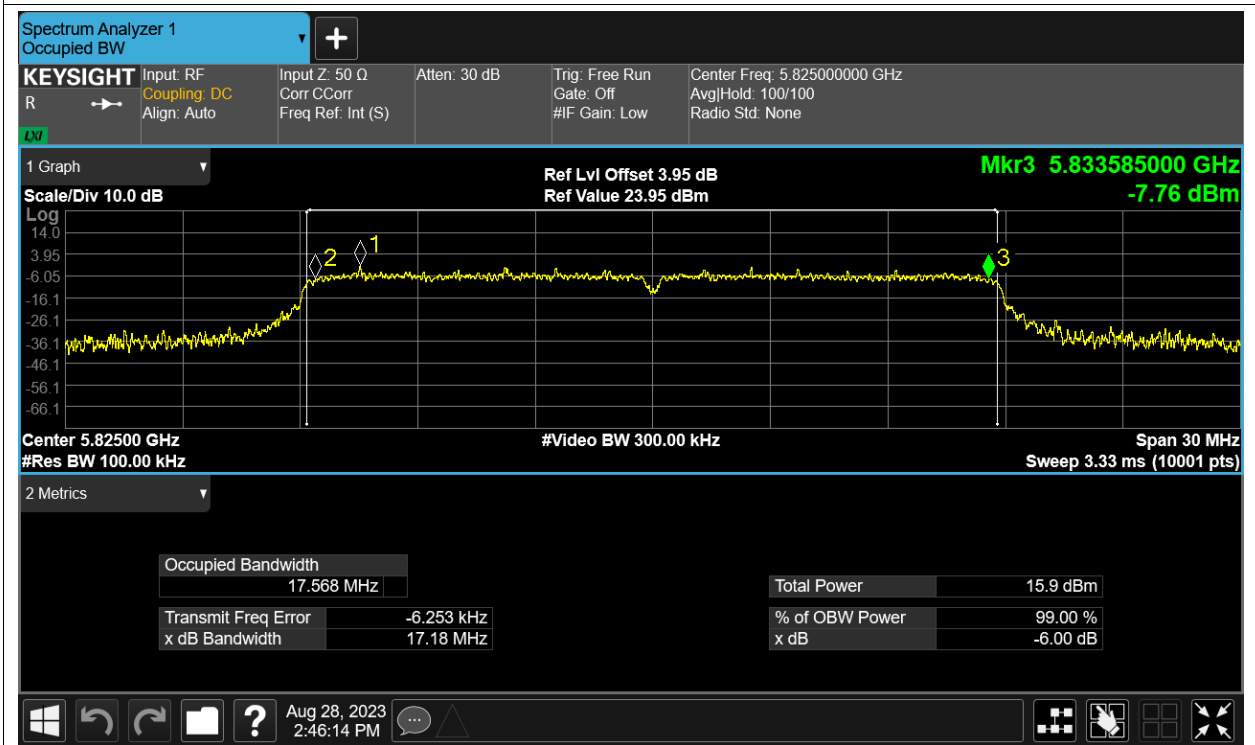 Spectrum Analyzer 1
Occupied BW
KEYSIGHT Input: RF Input Z: 50 Ω Atten: 30 dB Trig: Free Run Center Freq: 5.825000000 GHz
R Coupling: DC Corr CCorr Gate: Off Avg|Hold: 100/100
Align: Auto Freq Ref: Int (S) #IF Gain: Low Radio Std: None
LXI
1 Graph Ref Lvl Offset 3.95 dB Mkr3 5.833585000 GHz
Scale/Div 10.0 dB Ref Value 23.95 dBm -7.76 dBm
Log
14.0
3.95
-6.05
-16.1
-26.1
-36.1
-46.1
-56.1
-66.1
2 1 3
Center 5.82500 GHz #Video BW 300.00 kHz Span 30 MHz
#Res BW 100.00 kHz Sweep 3.33 ms (10001 pts)
2 Metrics
Occupied Bandwidth
17.568 MHz Total Power 15.9 dBm
Transmit Freq Error -6.253 kHz % of OBW Power 99.00 %
x dB Bandwidth 17.18 MHz x dB -6.00 dB
? Aug 28, 2023
2:46:14 PM